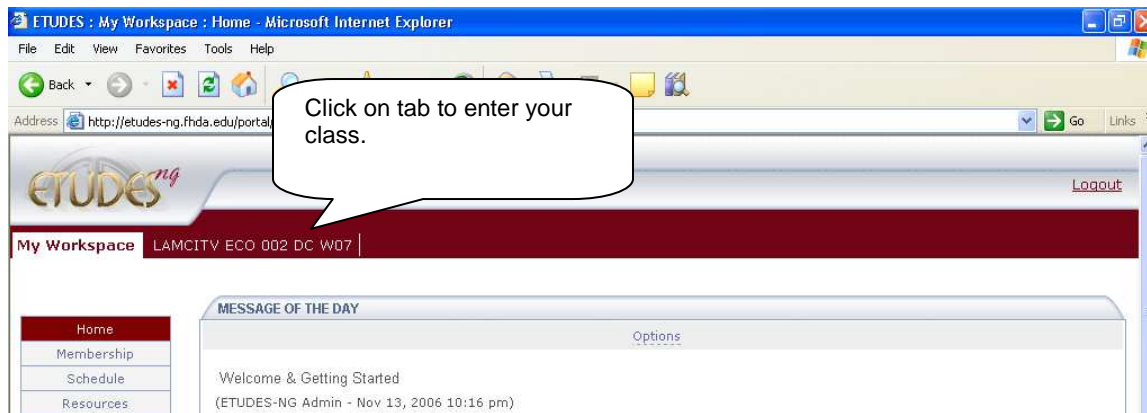 ETUDES : My Workspace : Home - Microsoft Internet Explorer
File Edit View Favorites Tools Help
Back
Address http://etudes-ng.fhda.edu/portal/ Go Links
Click on tab to enter your
class.
ETUDES ng
Logout
My Workspace LAMCITV ECO 002 DC W07
MESSAGE OF THE DAY
Options
Home
Membership
Schedule
Resources
Welcome & Getting Started
(ETUDES-NG Admin - Nov 13, 2006 10:16 pm)